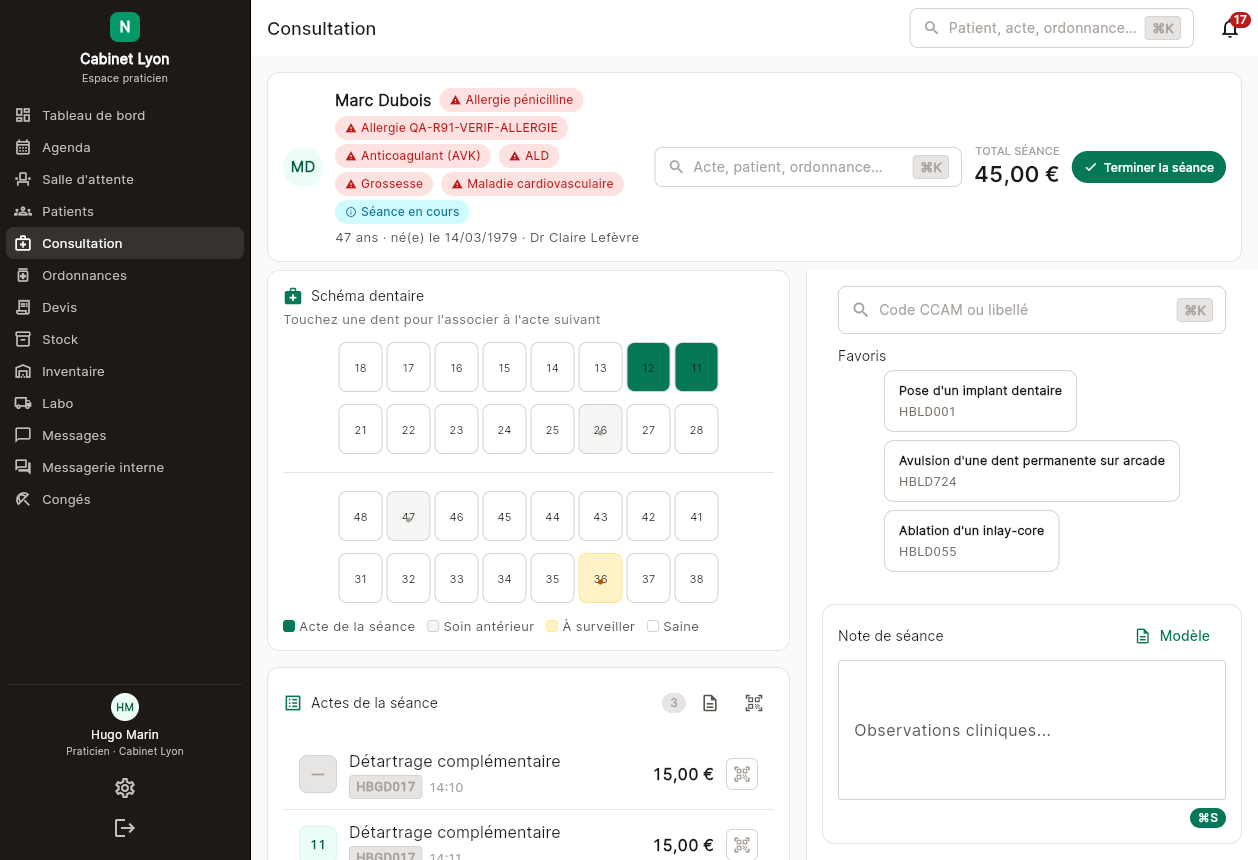 N
Cabinet Lyon
Espace praticien
Tableau de bord
Agenda
Salle d'attente
Patients
Consultation
Ordonnances
Devis
Stock
Inventaire
Labo
Messages
Messagerie interne
Congés
HM
Hugo Marin
Praticien · Cabinet Lyon
Consultation
Patient, acte, ordonnance... ⌘K
17
MD
Marc Dubois
Allergie pénicilline
Allergie QA-R91-VERIF-ALLERGIE
Anticoagulant (AVK)
ALD
Grossesse
Maladie cardiovasculaire
Séance en cours
47 ans · né(e) le 14/03/1979 · Dr Claire Lefèvre
Acte, patient, ordonnance... ⌘K
TOTAL SÉANCE
45,00 €
Terminer la séance
Schéma dentaire
Touchez une dent pour l'associer à l'acte suivant
18 17 16 15 14 13 12 11
21 22 23 24 25 26 27 28
48 47 46 45 44 43 42 41
31 32 33 34 35 36 37 38
Acte de la séance Soin antérieur À surveiller Saine
Actes de la séance
3
— Détartrage complémentaire
HBGD017 14:10
15,00 €
11 Détartrage complémentaire
HBGD017 14:11
15,00 €
Code CCAM ou libellé ⌘K
Favoris
Pose d'un implant dentaire
HBLD001
Avulsion d'une dent permanente sur arcade
HBLD724
Ablation d'un inlay-core
HBLD055
Note de séance
Modèle
Observations cliniques...
⌘S